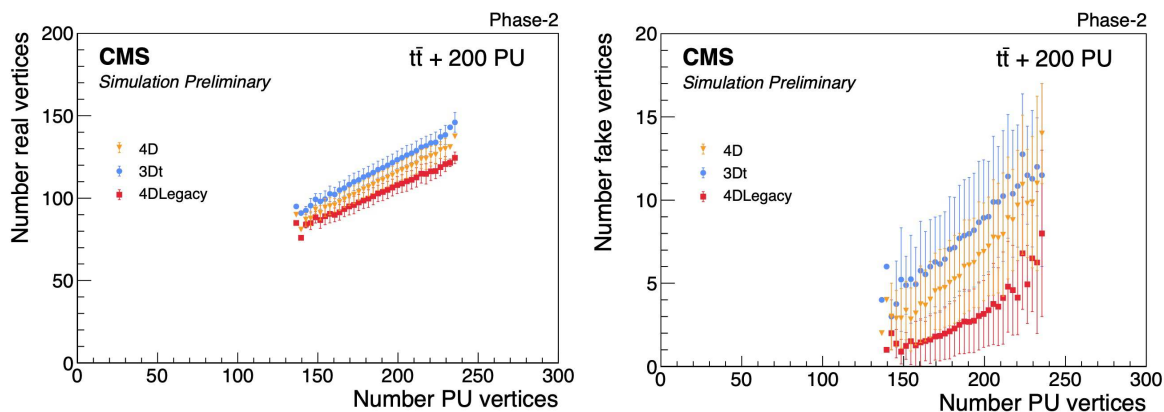 Phase-2
CMS
Simulation Preliminary
tt̄ + 200 PU
4D
3Dt
4DLegacy
Number real vertices
200
150
100
50
0
0 50 100 150 200 250 300
Number PU vertices
Phase-2
CMS
Simulation Preliminary
tt̄ + 200 PU
4D
3Dt
4DLegacy
Number fake vertices
20
15
10
5
0
0 50 100 150 200 250 300
Number PU vertices